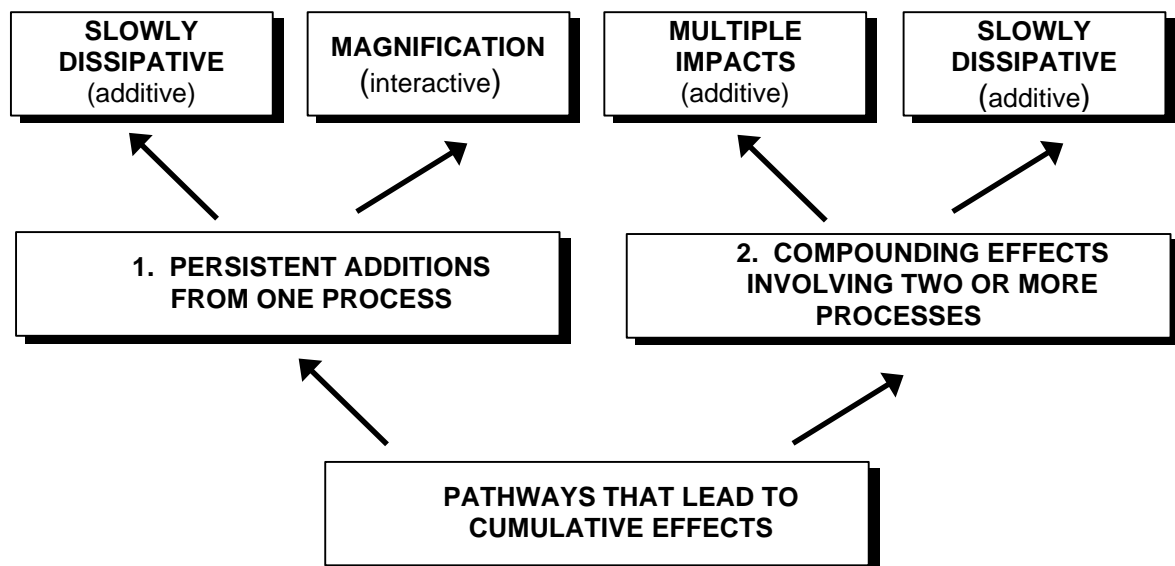 SLOWLY
DISSIPATIVE
(additive)
MAGNIFICATION
(interactive)
MULTIPLE
IMPACTS
(additive)
SLOWLY
DISSIPATIVE
(additive)
1. PERSISTENT ADDITIONS
FROM ONE PROCESS
2. COMPOUNDING EFFECTS
INVOLVING TWO OR MORE
PROCESSES
PATHWAYS THAT LEAD TO
CUMULATIVE EFFECTS